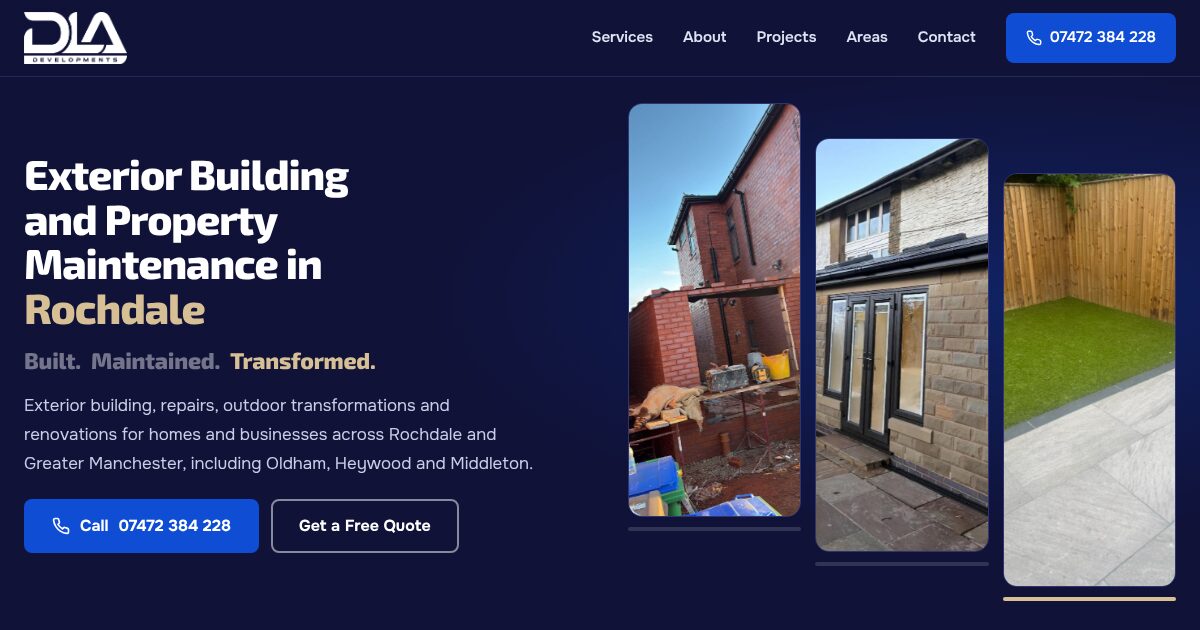 DLA
DEVELOPMENTS
Services
About
Projects
Areas
Contact
07472 384 228
Exterior Building
and Property
Maintenance in
Rochdale
Built. Maintained. Transformed.
Exterior building, repairs, outdoor transformations and
renovations for homes and businesses across Rochdale and
Greater Manchester, including Oldham, Heywood and Middleton.
Call 07472 384 228
Get a Free Quote